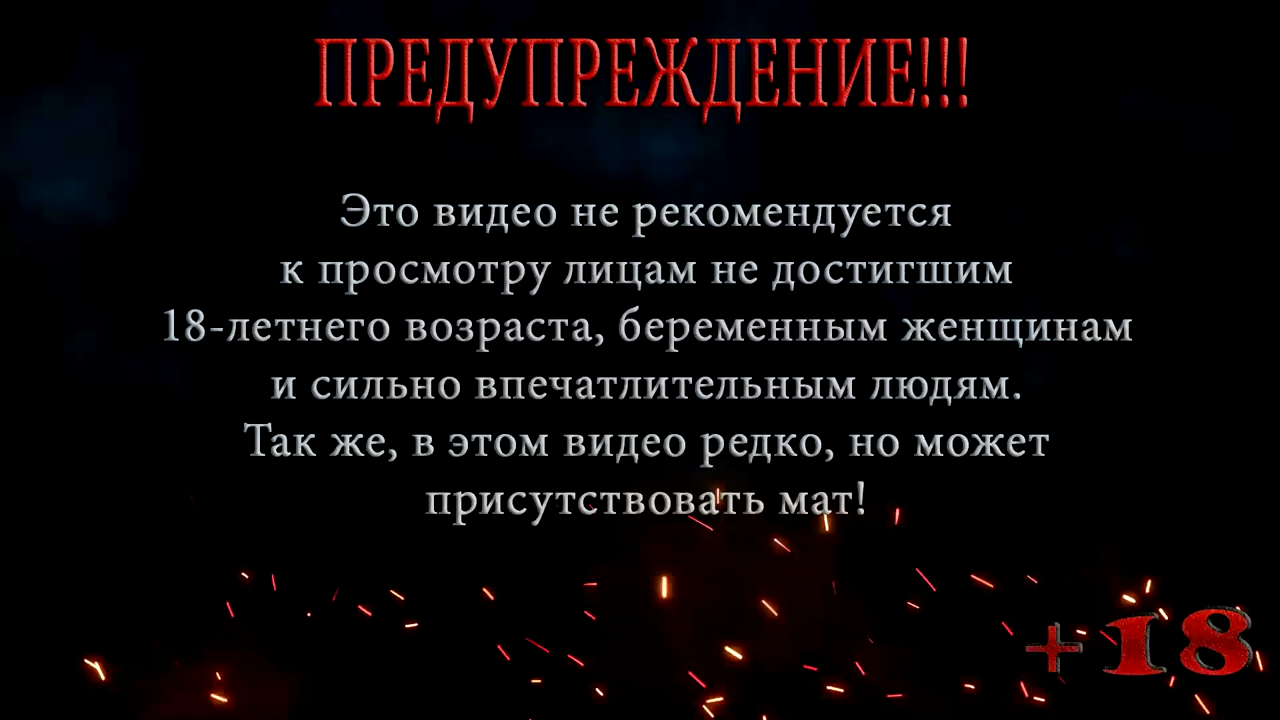 ПРЕДУПРЕЖДЕНИЕ!!!
Это видео не рекомендуется
к просмотру лицам не достигшим
18-летнего возраста, беременным женщинам
и сильно впечатлительным людям.
Так же, в этом видео редко, но может
присутствовать мат!
+18